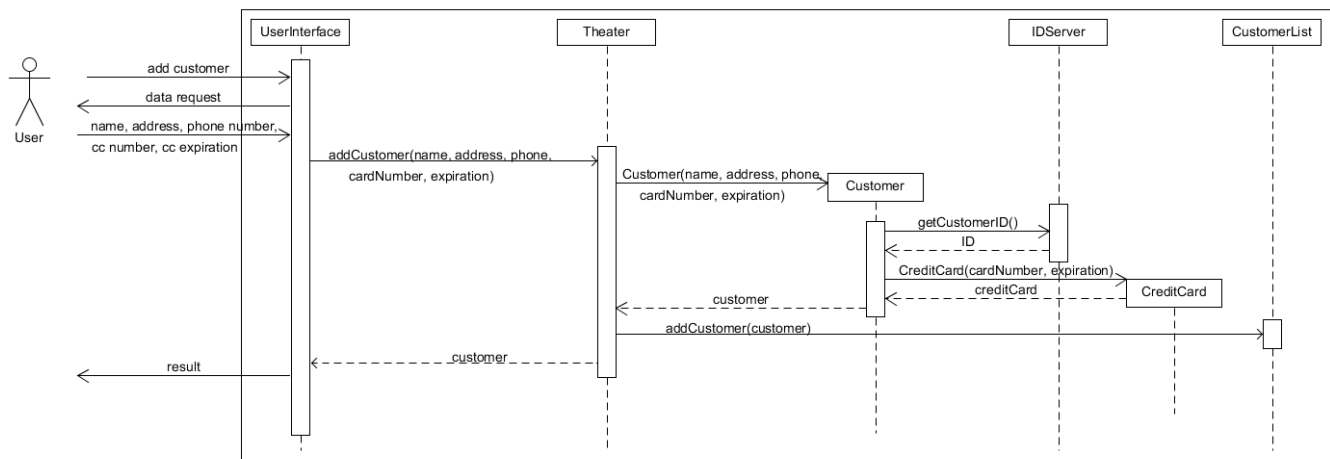 UserInterface
Theater
IDServer
CustomerList
add customer
data request
User
name, address, phone number,
cc number, cc expiration
addCustomer(name, address, phone,
cardNumber, expiration)
Customer(name, address, phone,
cardNumber, expiration)
Customer
getCustomerID()
ID
CreditCard(cardNumber, expiration)
creditCard
CreditCard
customer
addCustomer(customer)
customer
result